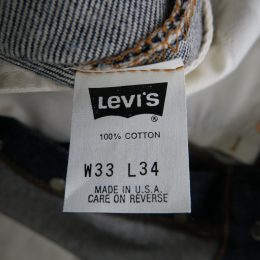 LEVI'S
®
100% COTTON
W33 L34
MADE IN U.S.A.
CARE ON REVERSE